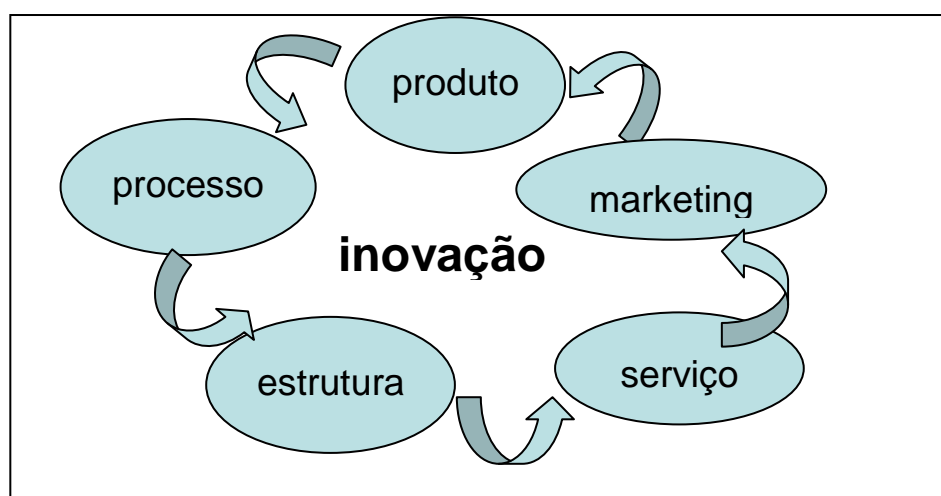 produto
processo
marketing
inovação
estrutura
serviço